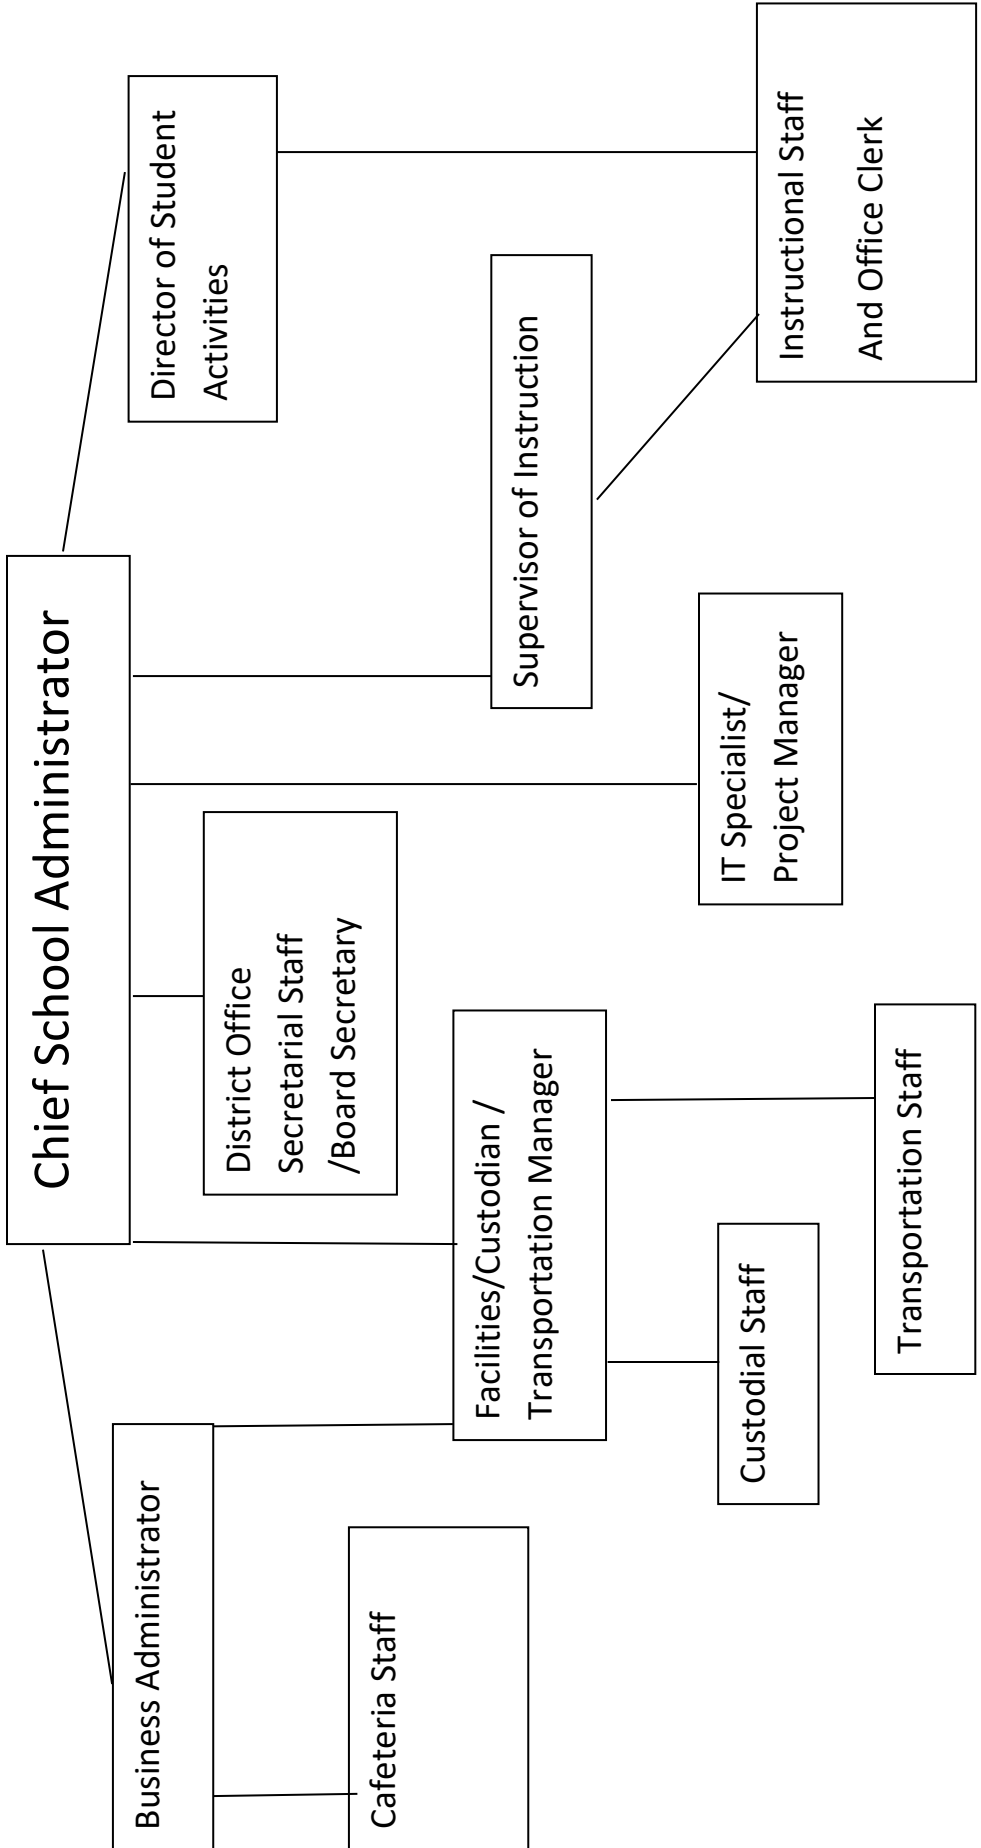 Chief School Administrator
Business Administrator
Director of Student
Activities
District Office
Secretarial Staff
/Board Secretary
Cafeteria Staff
Facilities/Custodian /
Transportation Manager
Supervisor of Instruction
Custodial Staff
IT Specialist/
Project Manager
Instructional Staff
And Office Clerk
Transportation Staff